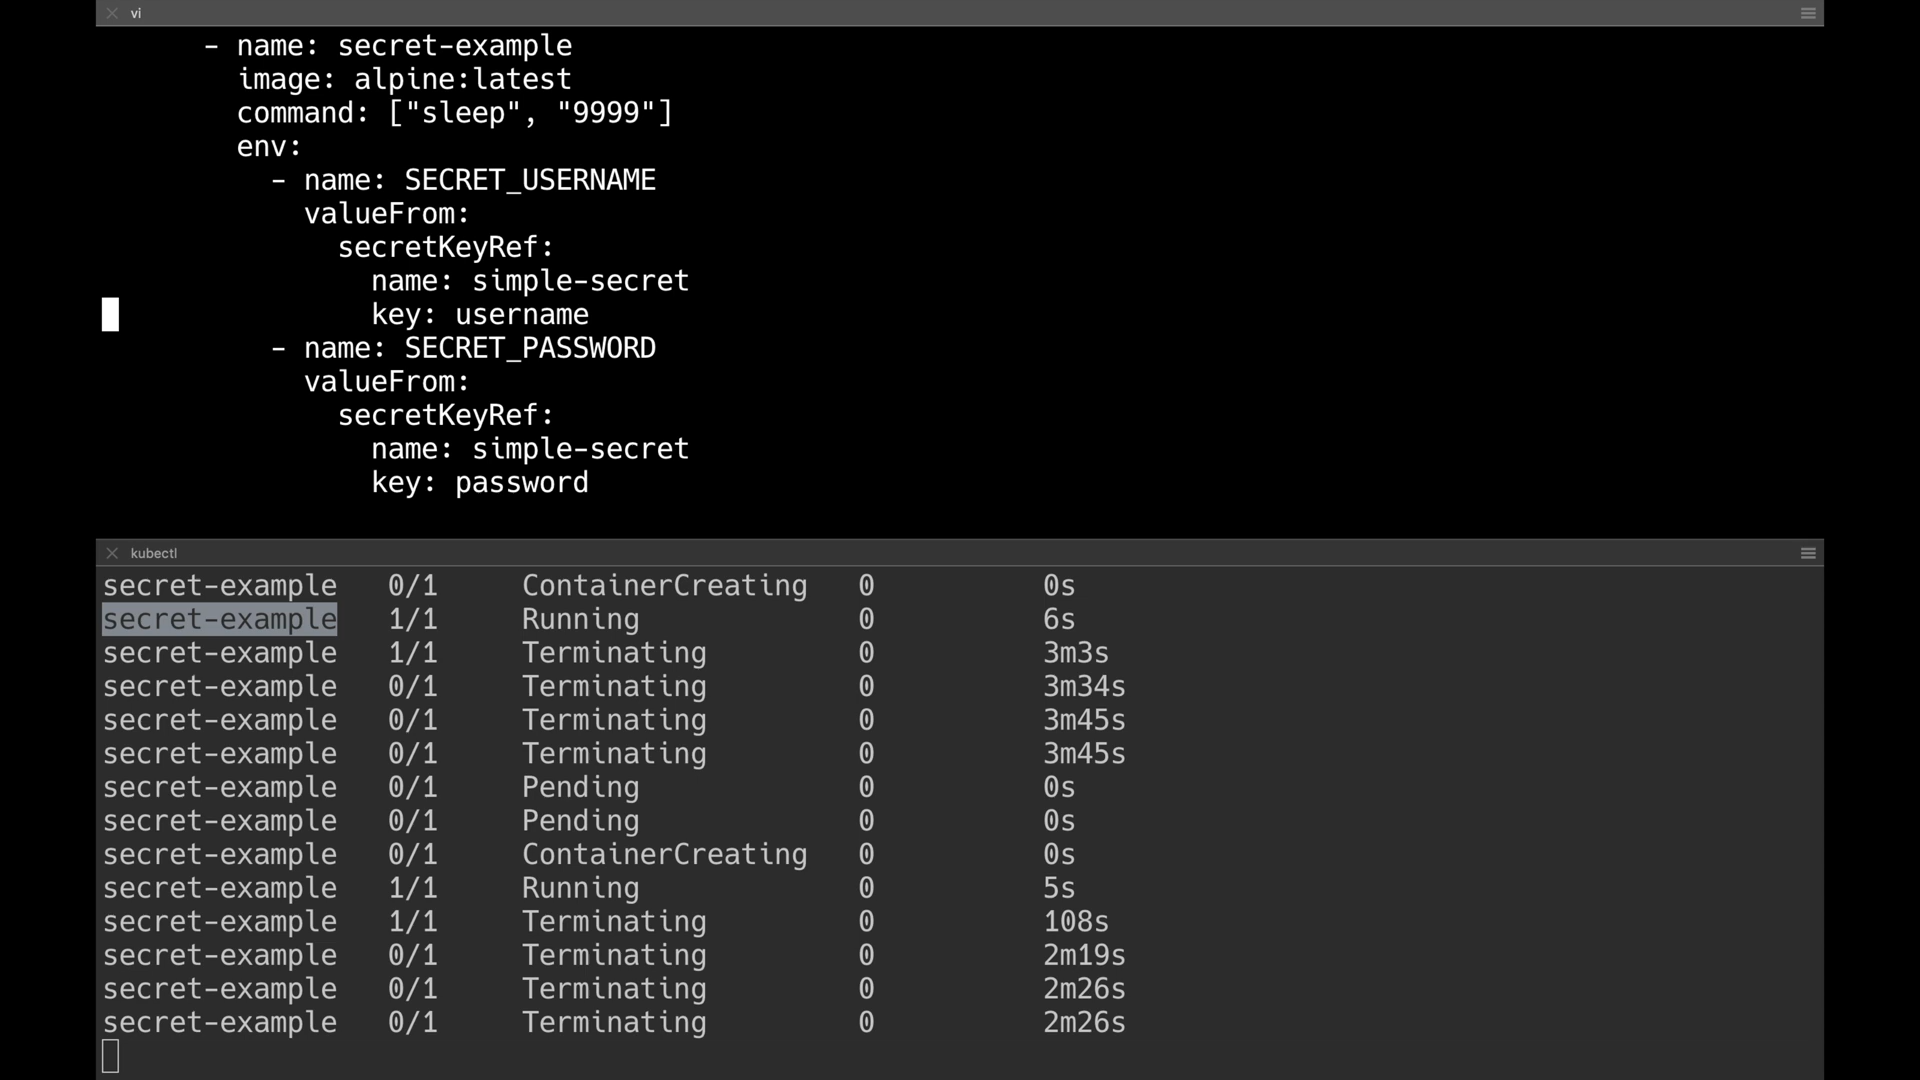 vi
- name: secret-example
image: alpine:latest
command: ["sleep", "9999"]
env:
- name: SECRET_USERNAME
valueFrom:
secretKeyRef:
name: simple-secret
key: username
- name: SECRET_PASSWORD
valueFrom:
secretKeyRef:
name: simple-secret
key: password
kubectl
secret-example 0/1 ContainerCreating 0 0s
secret-example 1/1 Running 0 6s
secret-example 1/1 Terminating 0 3m3s
secret-example 0/1 Terminating 0 3m34s
secret-example 0/1 Terminating 0 3m45s
secret-example 0/1 Terminating 0 3m45s
secret-example 0/1 Pending 0 0s
secret-example 0/1 Pending 0 0s
secret-example 0/1 ContainerCreating 0 0s
secret-example 1/1 Running 0 5s
secret-example 1/1 Terminating 0 108s
secret-example 0/1 Terminating 0 2m19s
secret-example 0/1 Terminating 0 2m26s
secret-example 0/1 Terminating 0 2m26s